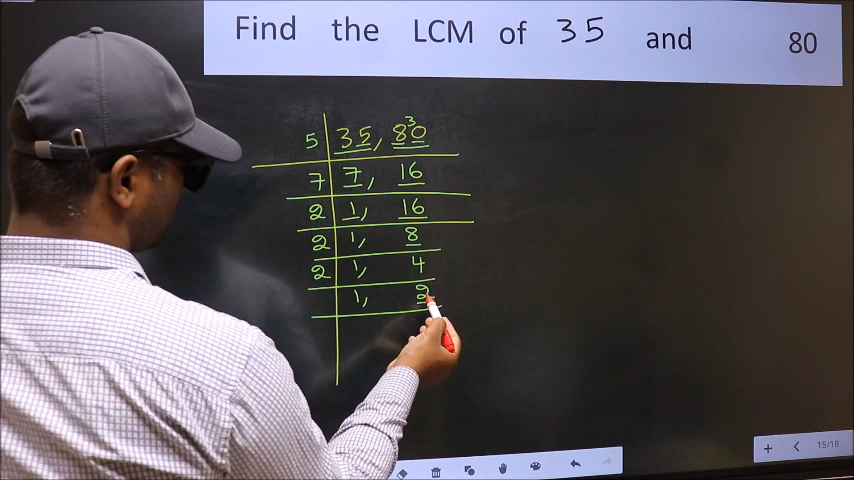 Find the LCM of 35 and 80
5 35, 80 3
7 7, 16
2 1, 16
2 1, 8
2 1, 4
1, 2
15/18